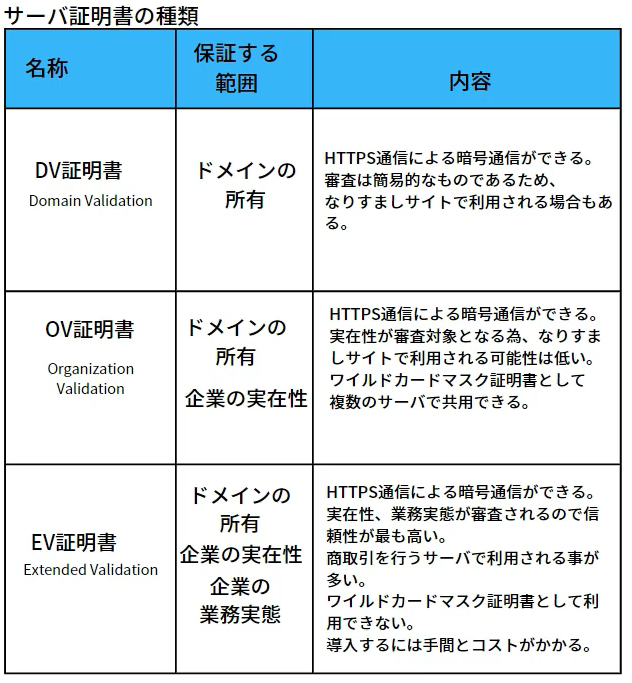 サーバ証明書の種類
名称
保証する
範囲
内容
DV証明書
Domain Validation
ドメインの
所有
HTTPS通信による暗号通信ができる。
審査は簡易的なものであるため、
なりすましサイトで利用される場合もあ
る。
OV証明書
Organization
Validation
ドメインの
所有
企業の実在性
HTTPS通信による暗号通信ができる。
実在性が審査対象となる為、なりすま
しサイトで利用される可能性は低い。
ワイルドカードマスク証明書として
複数のサーバで共用できる。
EV証明書
Extended Validation
ドメインの
所有
企業の実在性
企業の
業務実態
HTTPS通信による暗号通信ができる。
実在性、業務実態が審査されるので信
頼性が最も高い。
商取引を行うサーバで利用される事が
多い。
ワイルドカードマスク証明書として利
用できない。
導入するには手間とコストがかかる。